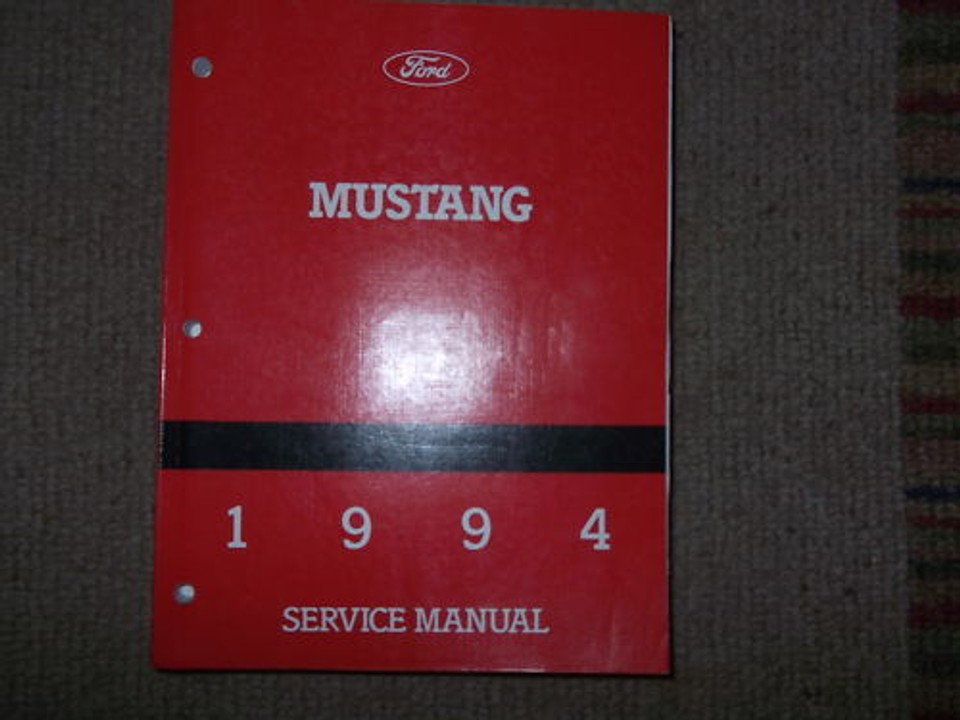 Ford
MUSTANG
1 9 9 4
SERVICE MANUAL